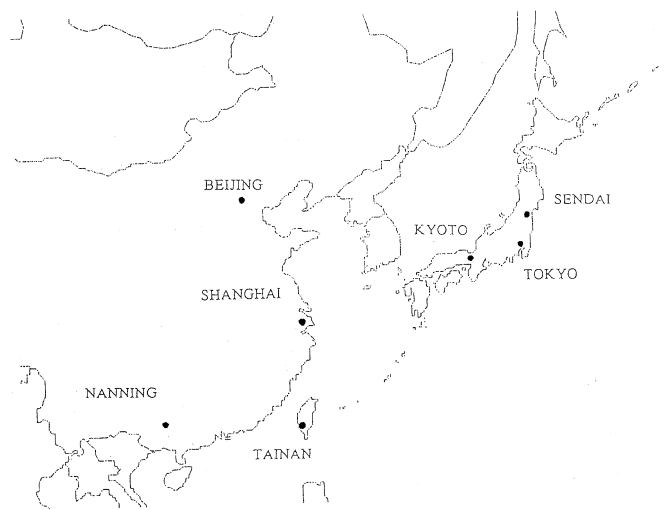 BEIJING
SENDAI
KYOTO
TOKYO
SHANGHAI
NANNING
TAINAN